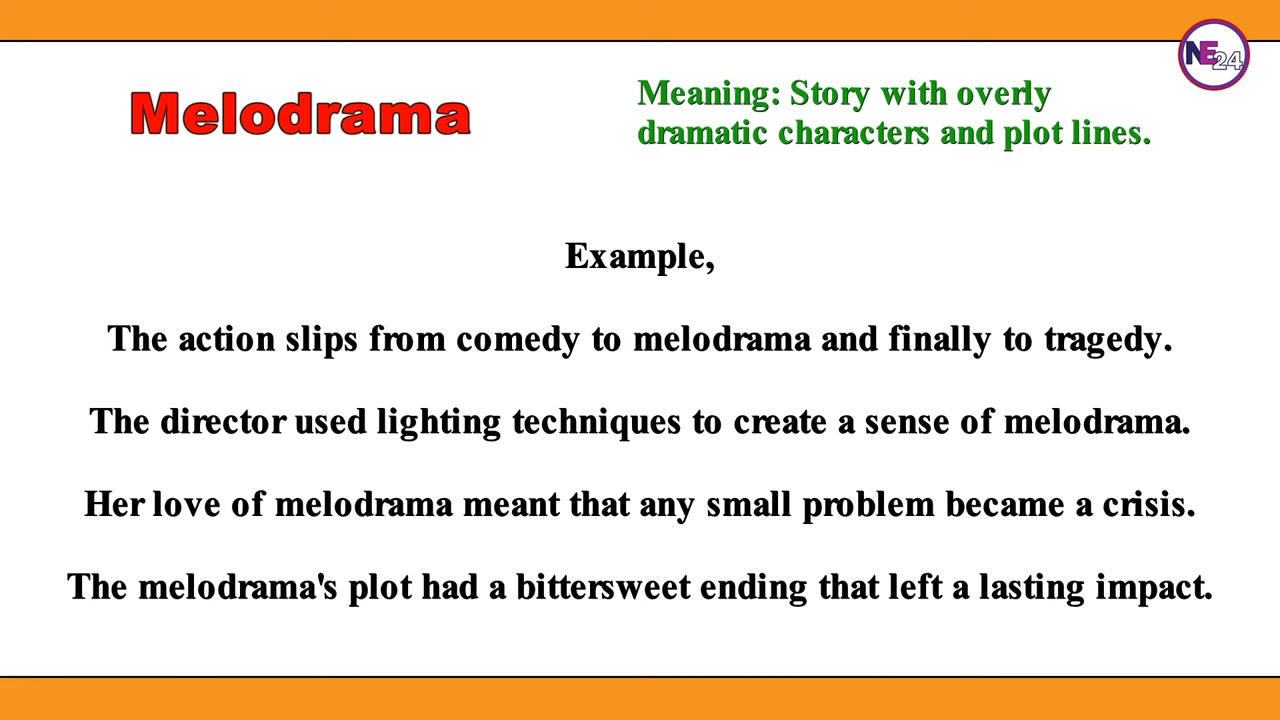 NE24
Melodrama
Meaning: Story with overly
dramatic characters and plot lines.
Example,
The action slips from comedy to melodrama and finally to tragedy.
The director used lighting techniques to create a sense of melodrama.
Her love of melodrama meant that any small problem became a crisis.
The melodrama's plot had a bittersweet ending that left a lasting impact.